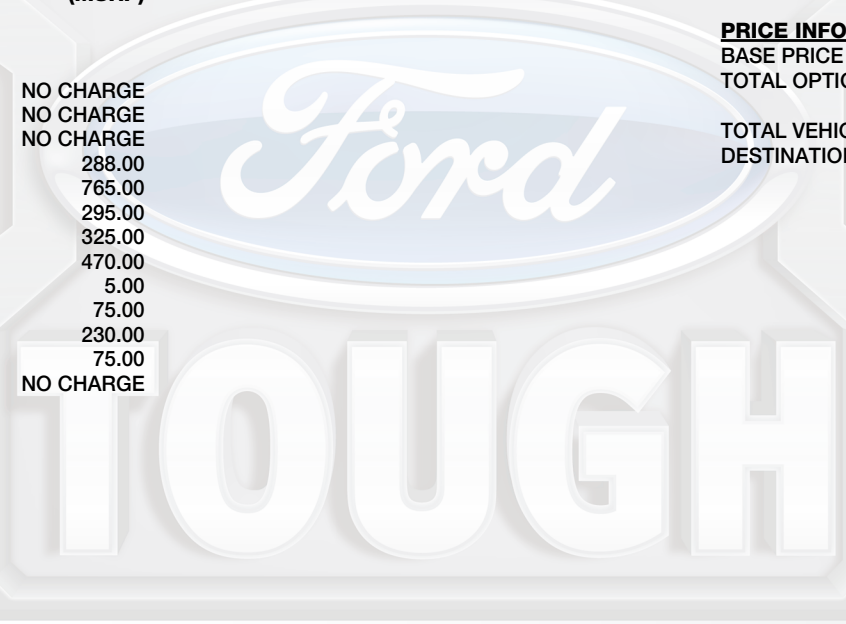 NO CHARGE
NO CHARGE
NO CHARGE
288.00
765.00
295.00
325.00
470.00
5.00
75.00
230.00
75.00
NO CHARGE
PRICE INFO
BASE PRICE
TOTAL OPTIO
TOTAL VEHIC
DESTINATION
Ford
TOUGH